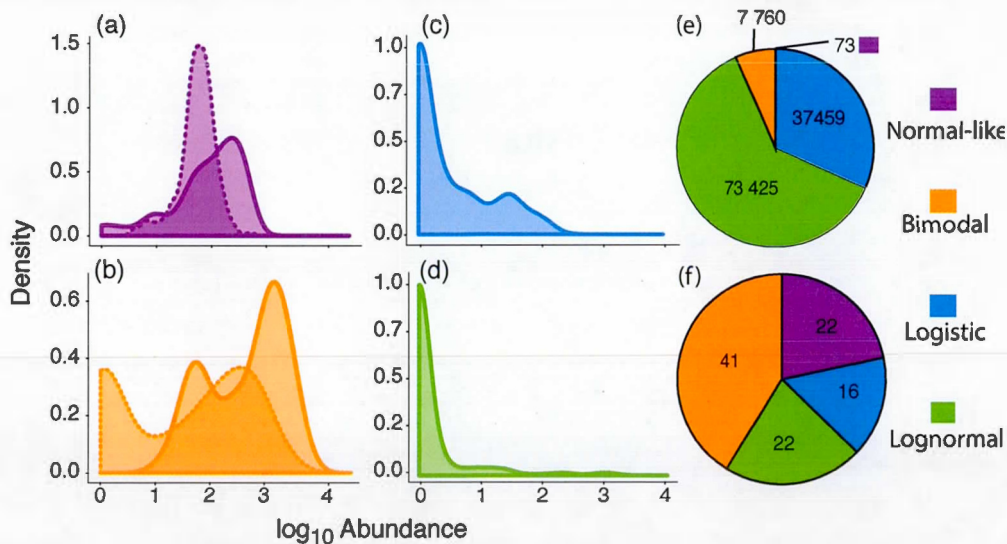 (a)
1.5
1.0
0.5
0.0
(b)
0.6
0.4
0.2
0.0
0 1 2 3 4
Density
(c)
1.0
0.7
0.5
0.2
0.0
(d)
1.0
0.7
0.5
0.2
0.0
0 1 2 3 4
log10 Abundance
(e)
7 760
73
37459
73 425
(f)
22
16
22
41
Normal-like
Bimodal
Logistic
Lognormal